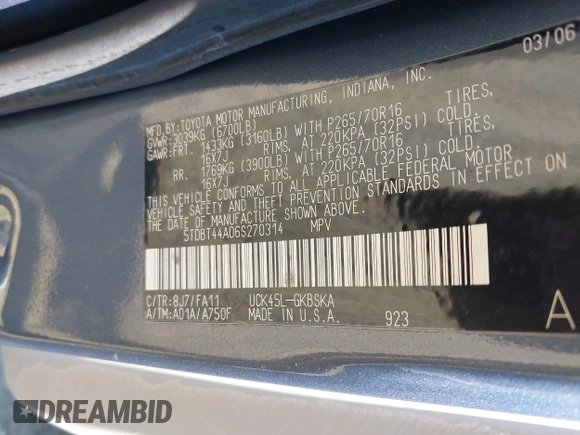 03/06
MFD.BY:TOYOTA MOTOR MANUFACTURING, INDIANA, INC.
GVWR:3039KG (6700LB)
GAWR:FRT. 1433KG (3160LB) WITH P265/70R16 TIRES,
16X7J RIMS, AT 220KPA (32PSI) COLD.
RR. 1769KG (3900LB) WITH P265/70R16 TIRES,
16X7J RIMS, AT 220KPA (32PSI) COLD.
THIS VEHICLE CONFORMS TO ALL APPLICABLE FEDERAL MOTOR
VEHICLE SAFETY AND THEFT PREVENTION STANDARDS IN EFFECT ON
THE DATE OF MANUFACTURE SHOWN ABOVE.
5TDBT44A06S270314 MPV
C/TR:8J7/FA11 UCK45L-GKBSKA
A/TM:A01A/A750F MADE IN U.S.A. 923
A
DREAMBID